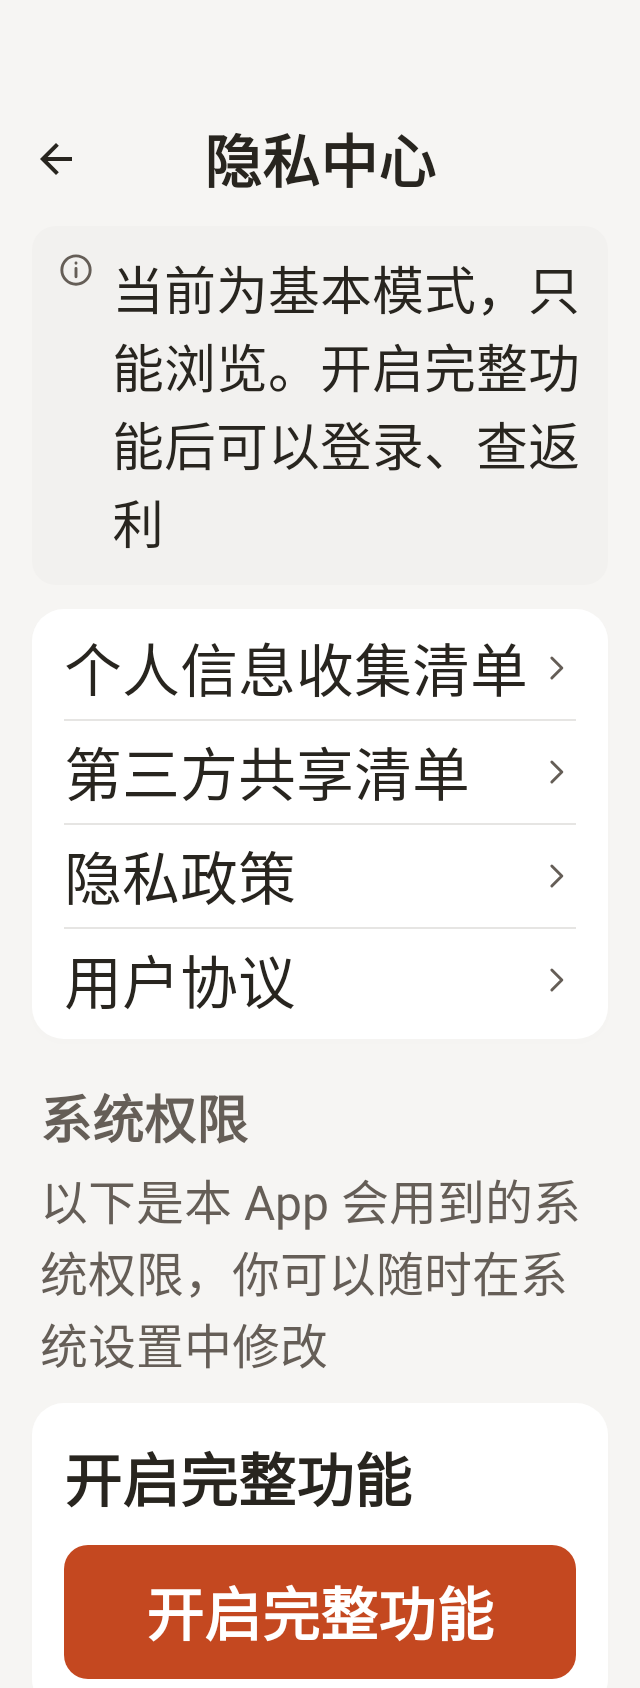 隐私中心
当前为基本模式，只
能浏览。开启完整功
能后可以登录、查返
利
个人信息收集清单
第三方共享清单
隐私政策
用户协议
系统权限
以下是本 App 会用到的系
统权限，你可以随时在系
统设置中修改
开启完整功能
开启完整功能